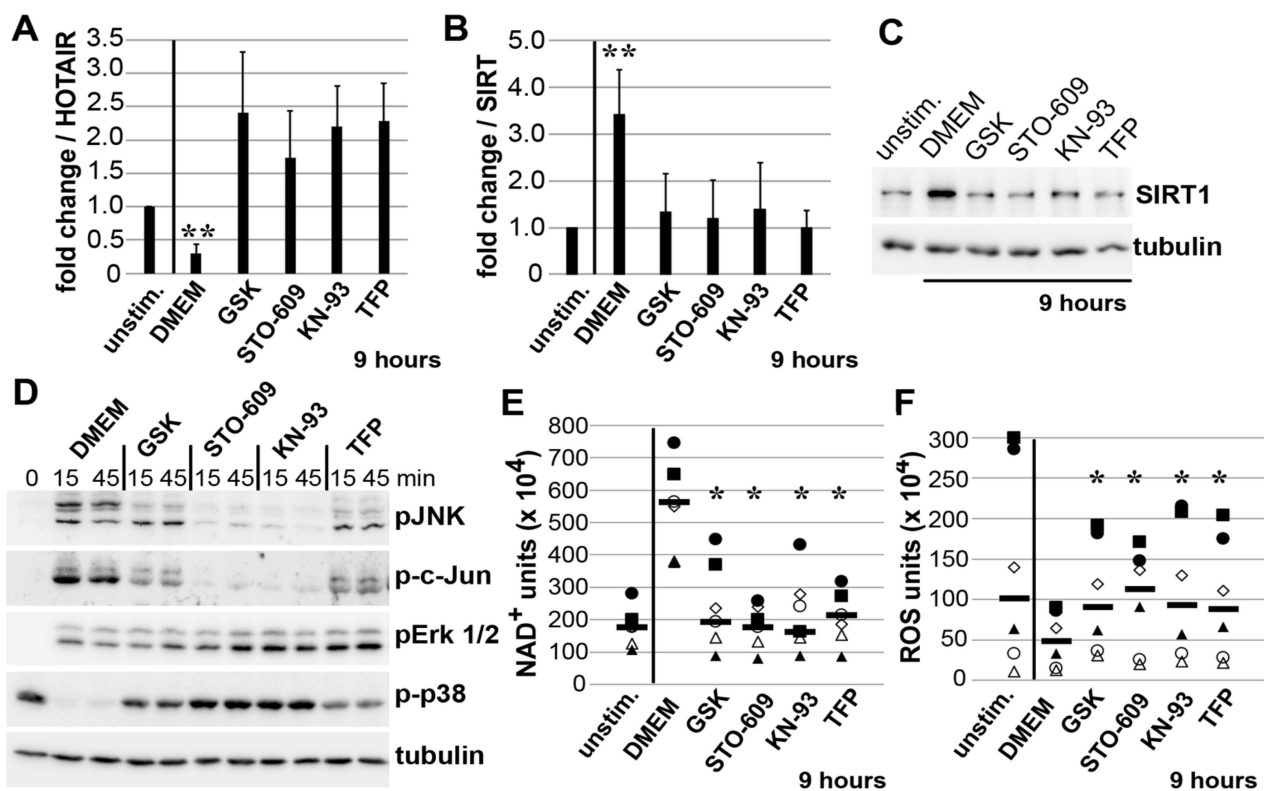 A
fold change / HOTAIR
3.5
3.0
2.5
2.0
1.5
1.0
0.5
0
**
unstim.
DMEM
GSK
STO-609
KN-93
TFP
9 hours
B
fold change / SIRT
5.0
4.0
3.0
2.0
1.0
0
**
unstim.
DMEM
GSK
STO-609
KN-93
TFP
9 hours
C
unstim.
DMEM
GSK
STO-609
KN-93
TFP
SIRT1
tubulin
9 hours
D
DMEM
GSK
STO-609
KN-93
TFP
0 15 45 15 45 15 45 15 45 15 45 min
pJNK
p-c-Jun
pErk 1/2
p-p38
tubulin
E
NAD+ units (x 10⁴)
800
700
600
500
400
300
200
100
0
* * * *
unstim.
DMEM
GSK
STO-609
KN-93
TFP
9 hours
F
ROS units (x 10⁴)
300
250
200
150
100
50
0
* * * *
unstim.
DMEM
GSK
STO-609
KN-93
TFP
9 hours